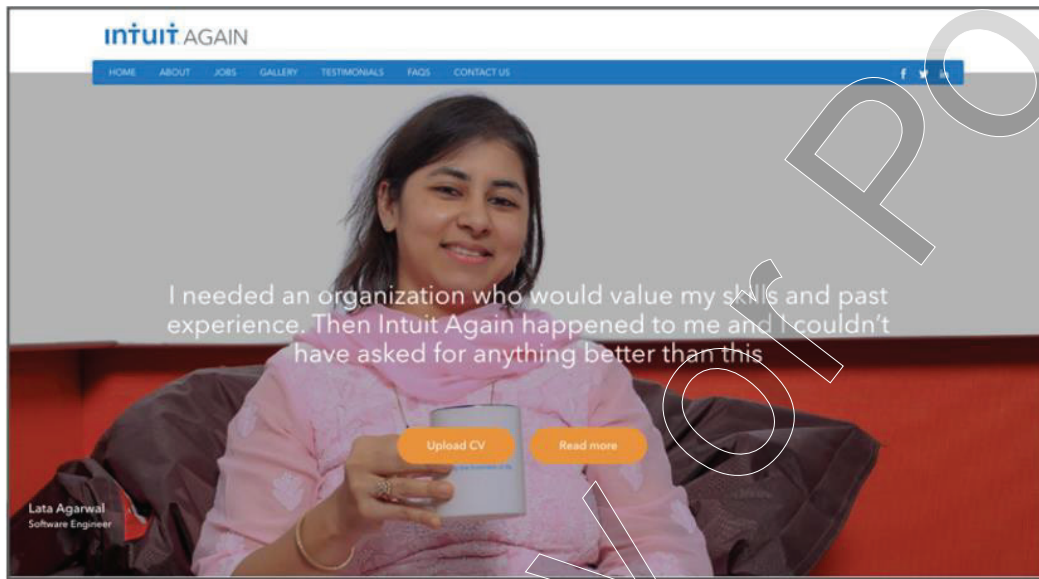 INTUIT AGAIN
HOME ABOUT JOBS GALLERY TESTIMONIALS FAQS CONTACT US
I needed an organization who would value my skills and past
experience. Then Intuit Again happened to me and I couldn't
have asked for anything better than this
Upload CV Read more
Lata Agarwal
Software Engineer
or Po